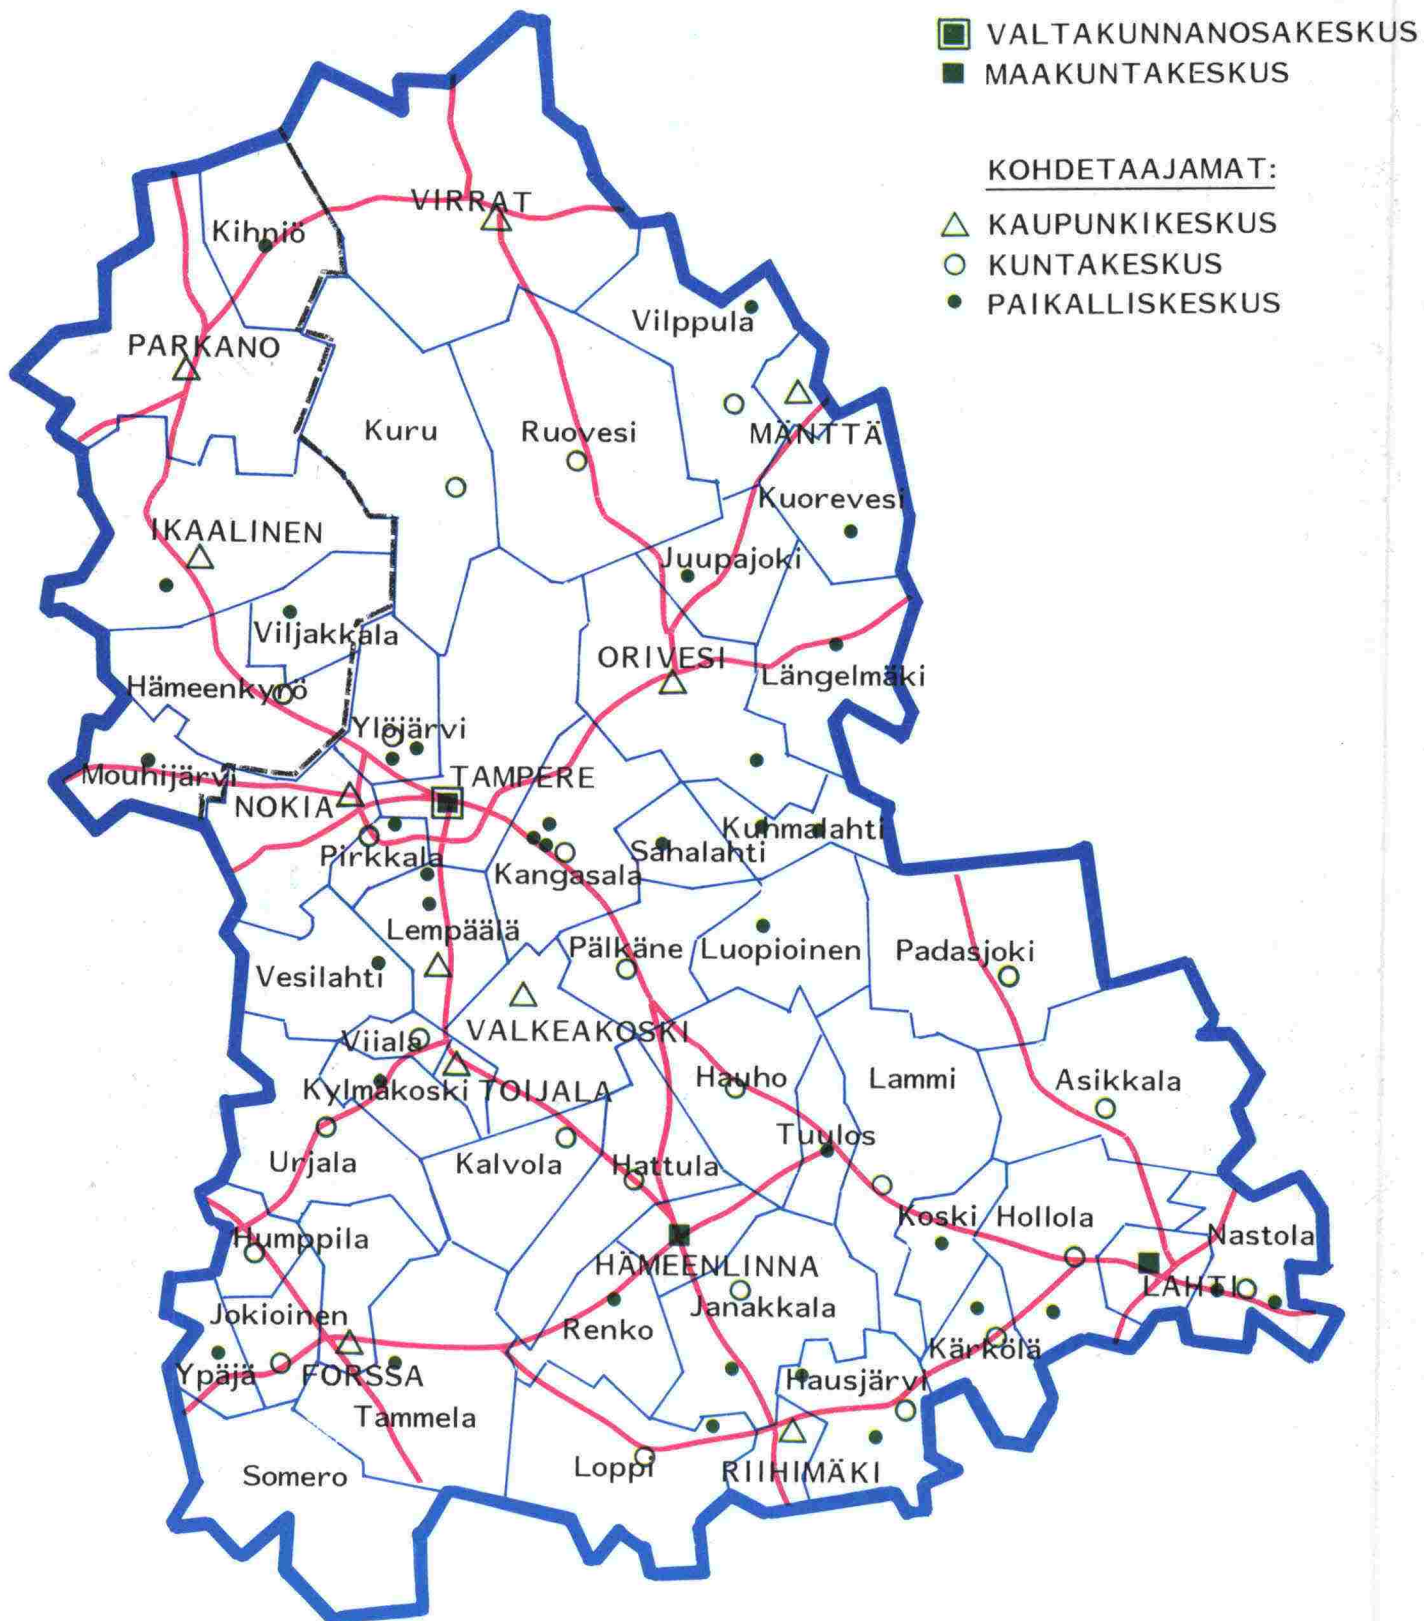 VALTAKUNNANOSAKESKUS
MAAKUNTAKESKUS
KOHDETAAJAMAT:
KAUPUNKIKESKUS
KUNTAKESKUS
PAIKALLISKESKUS
VIRRAT
Kihniö
Vilppula
PARKANO
Kuru
Ruovesi
MÄNTTÄ
Kuorevesi
IKAALINEN
Juupajoki
Viljakkala
ORIVESI
Längelmäki
Hämeenkyrö
Ylöjärvi
Mouhijärvi
TAMPERE
NOKIA
Kuhmalahti
Pirkkala
Sahalahti
Kangasala
Lempäälä
Pälkäne
Luopioinen
Padasjoki
Vesilahti
VALKEAKOSKI
Viiala
Hauho
Lammi
Asikkala
Kylmäkoski
TOIJALA
Tuulos
Urjala
Kalvola
Hattula
Koski
Hollola
Humppila
Nastola
HÄMEENLINNA
LAHTI
Jokioinen
Janakkala
Renko
Kärkölä
Ypäjä
FORSSA
Hausjärvi
Tammela
Somero
Loppi
RIIHIMÄKI